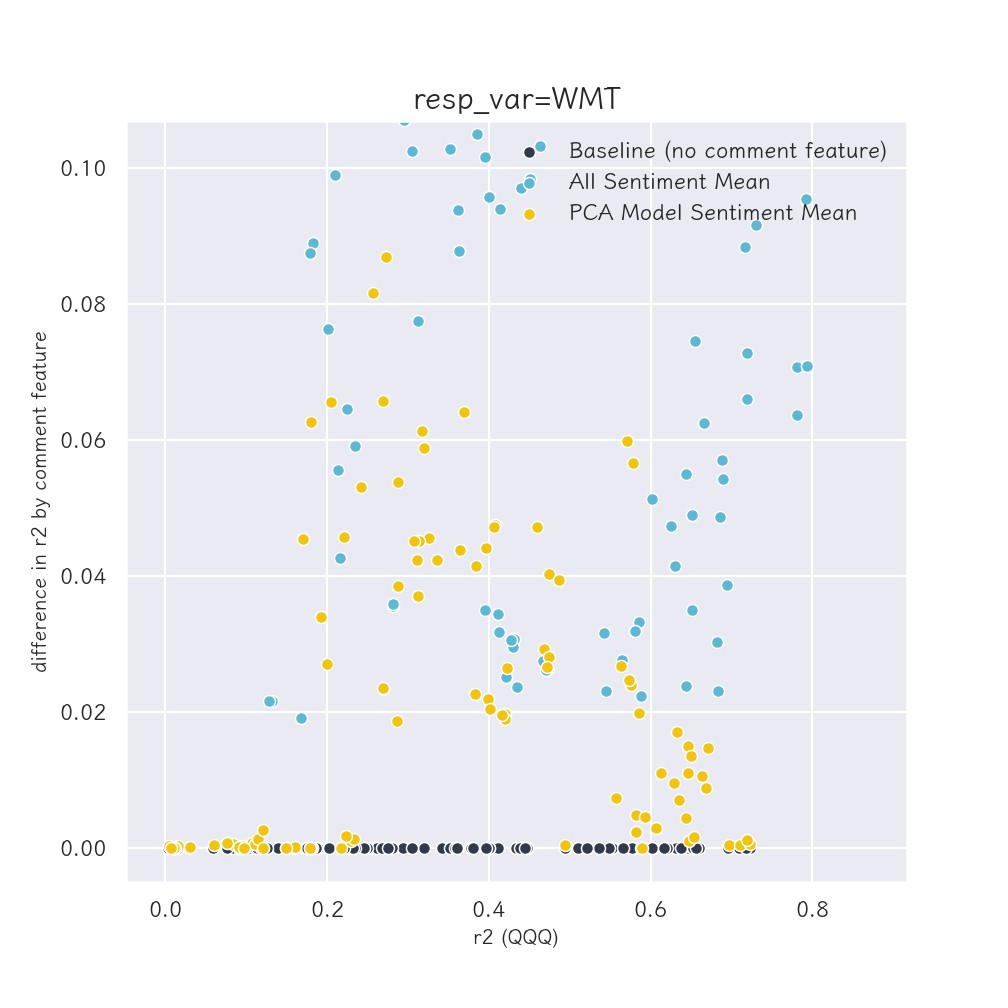 resp_var=WMT
Baseline (no comment feature)
All Sentiment Mean
PCA Model Sentiment Mean
difference in r2 by comment feature
0.10
0.08
0.06
0.04
0.02
0.00
0.0 0.2 0.4 0.6 0.8
r2 (QQQ)